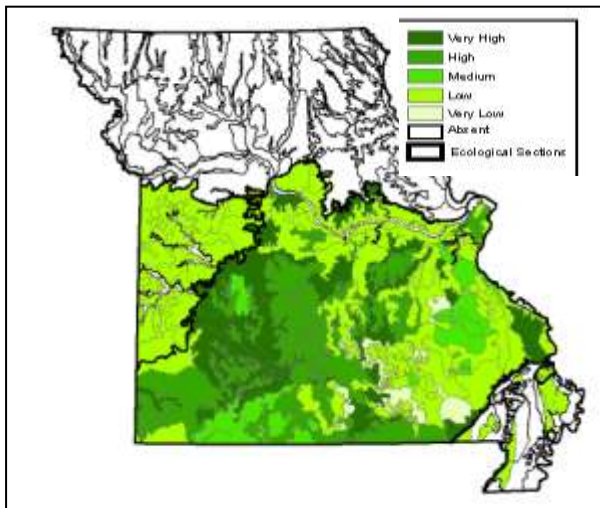 Very High
High
Medium
Low
Very Low
Absent
Ecological Sections